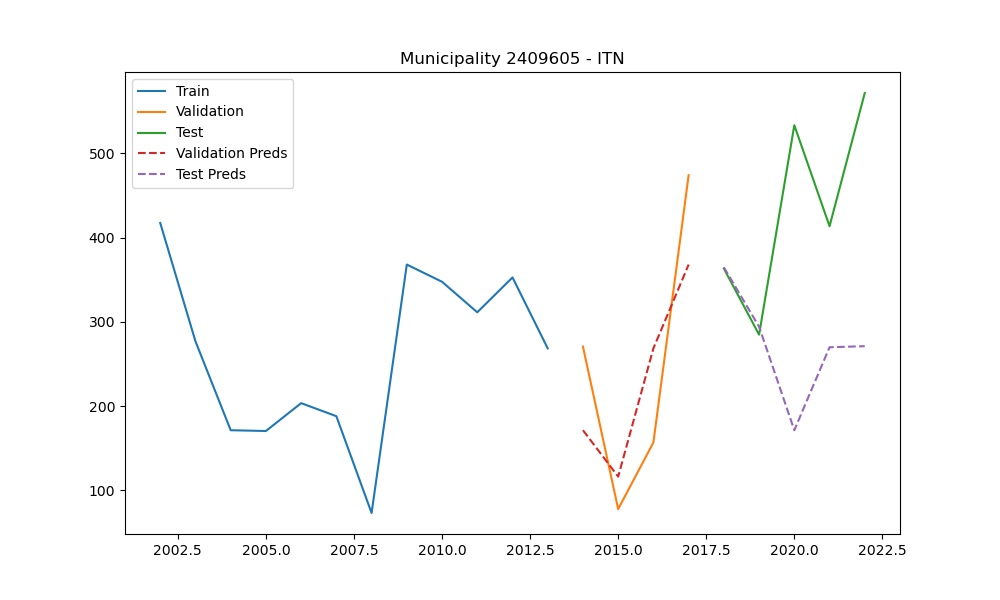 Municipality 2409605 - ITN
Train
Validation
Test
Validation Preds
Test Preds
500
400
300
200
100
2002.5 2005.0 2007.5 2010.0 2012.5 2015.0 2017.5 2020.0 2022.5